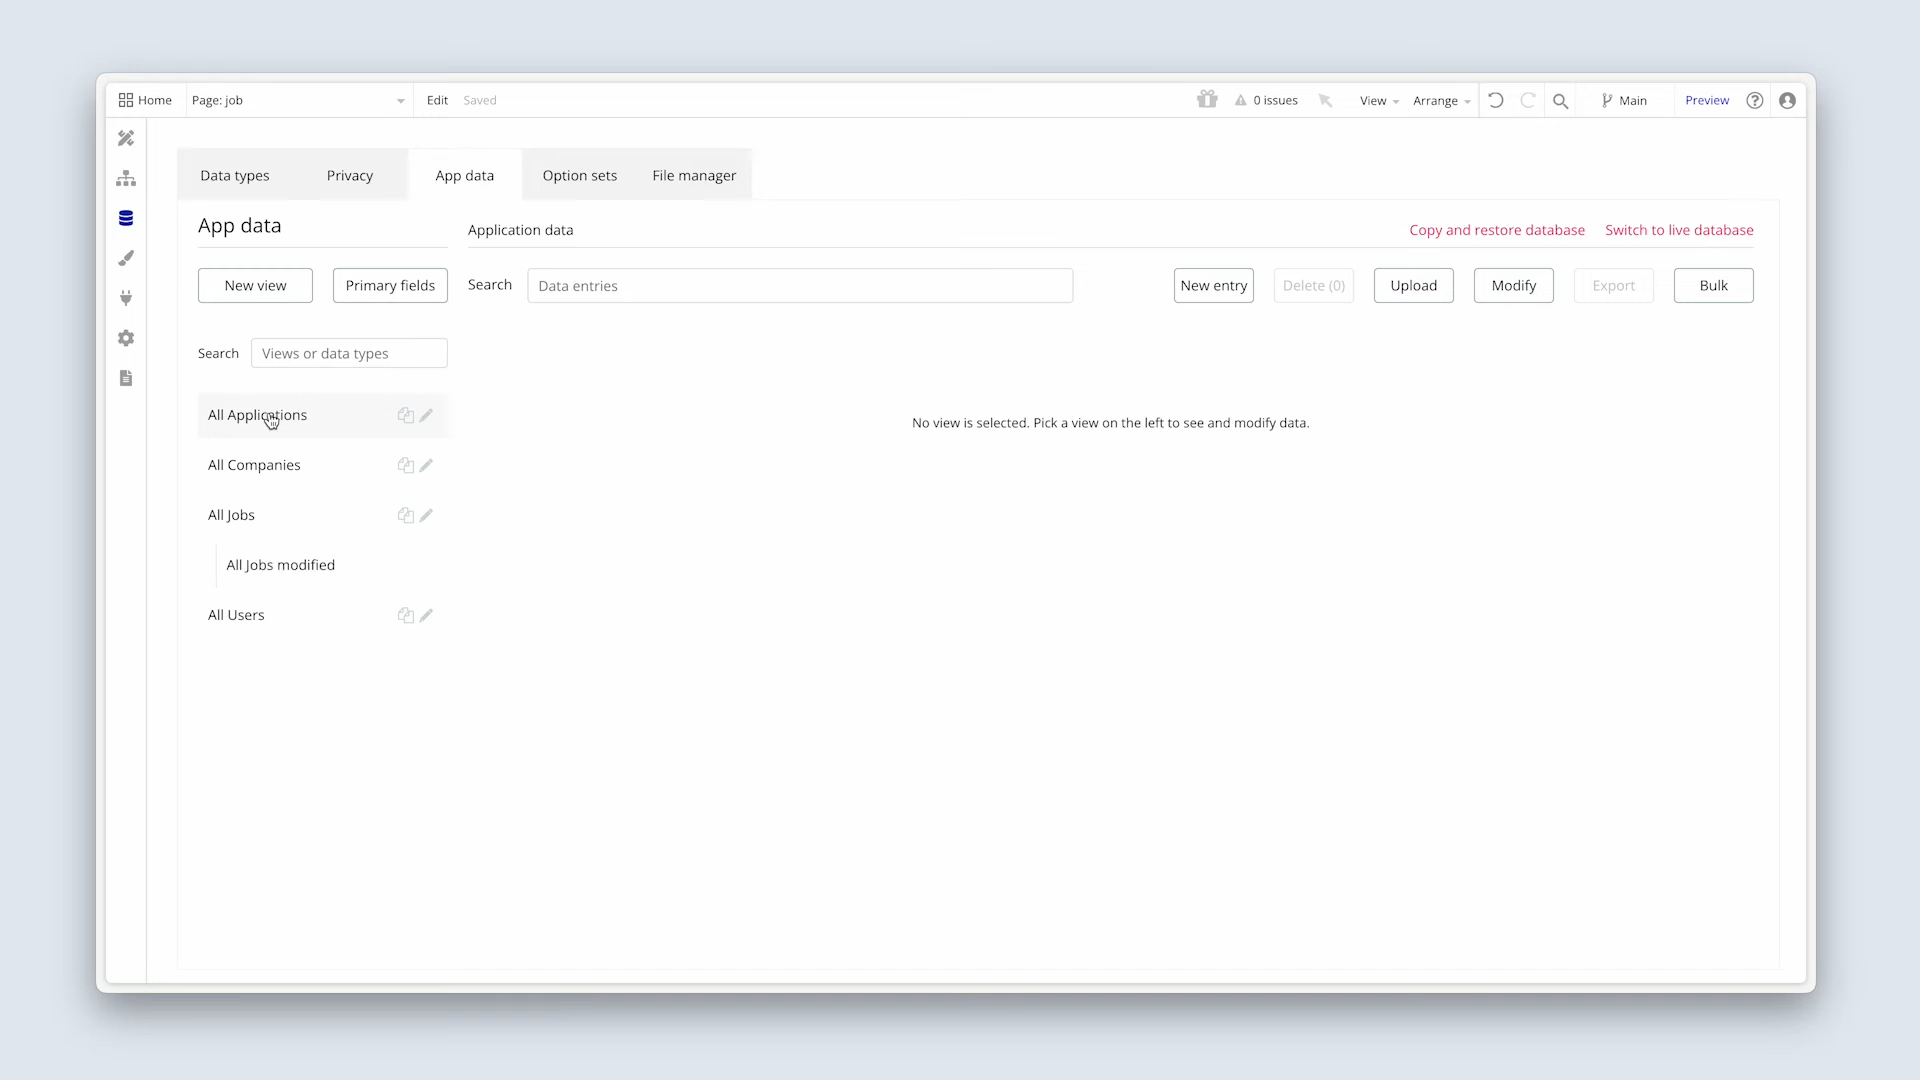 Home
Page: job
Edit
Saved
0 issues
View
Arrange
Main
Preview
Data types
Privacy
App data
Option sets
File manager
App data
Application data
Copy and restore database
Switch to live database
New view
Primary fields
Search
Data entries
New entry
Delete (0)
Upload
Modify
Export
Bulk
Search
Views or data types
All Applications
No view is selected. Pick a view on the left to see and modify data.
All Companies
All Jobs
All Jobs modified
All Users